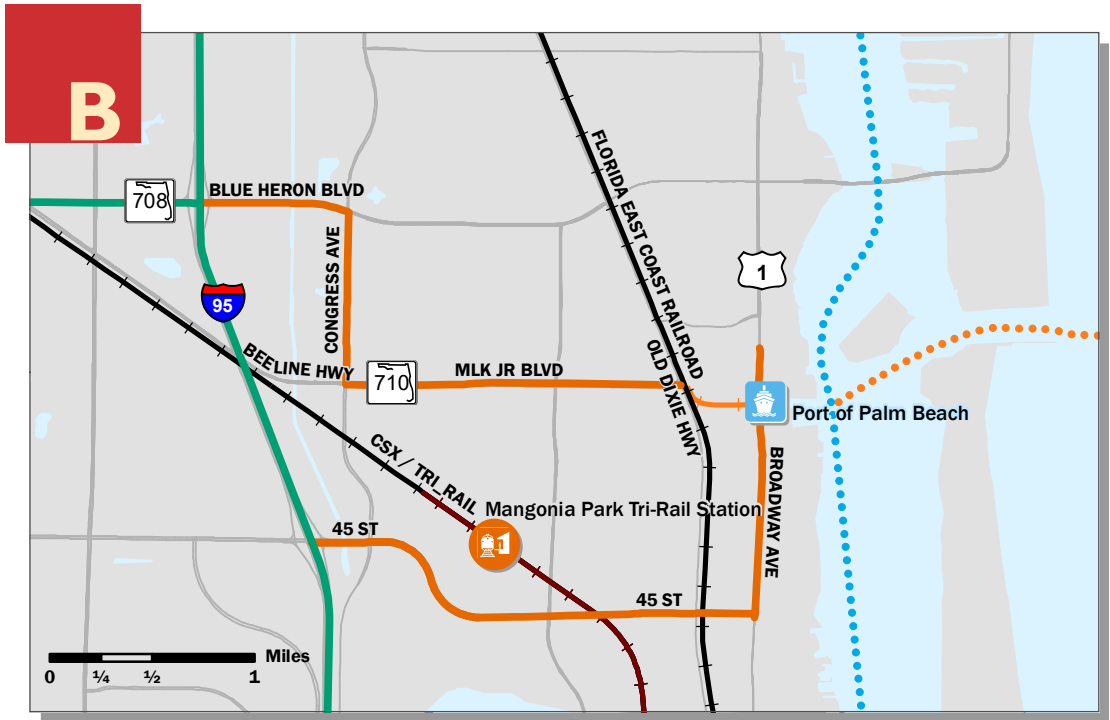 B
708
BLUE HERON BLVD
FLORIDA EAST COAST RAILROAD
CONGRESS AVE
1
95
BEELINE HWY
710
MLK JR BLVD
OLD DIXIE HWY
Port of Palm Beach
CSX / TRI_RAIL
BROADWAY AVE
Mangonia Park Tri-Rail Station
45 ST
45 ST
Miles
0 ¼ ½ 1